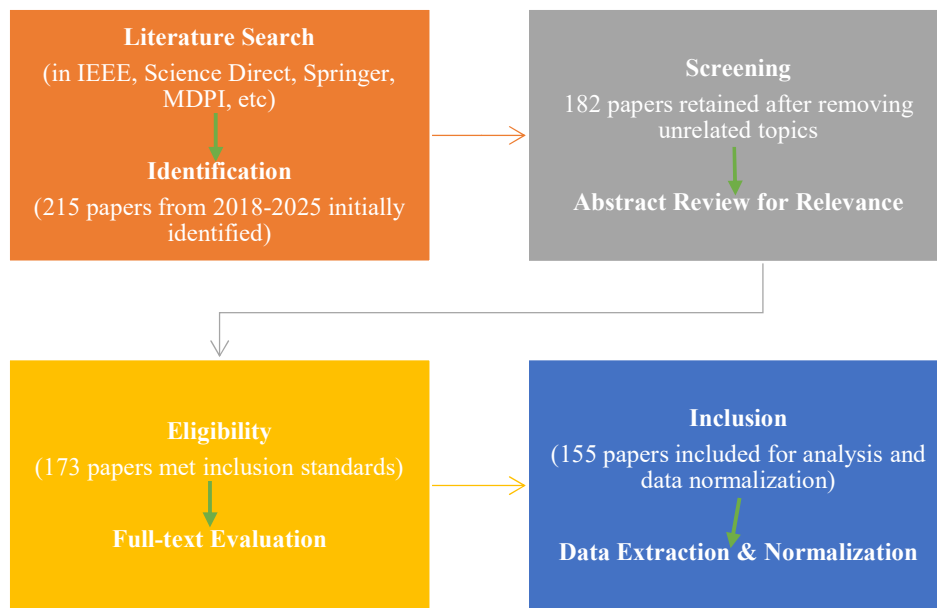 Literature Search
(in IEEE, Science Direct, Springer,
MDPI, etc)
Identification
(215 papers from 2018-2025 initially
identified)
Screening
182 papers retained after removing
unrelated topics
Abstract Review for Relevance
Eligibility
(173 papers met inclusion standards)
Full-text Evaluation
Inclusion
(155 papers included for analysis and
data normalization)
Data Extraction & Normalization